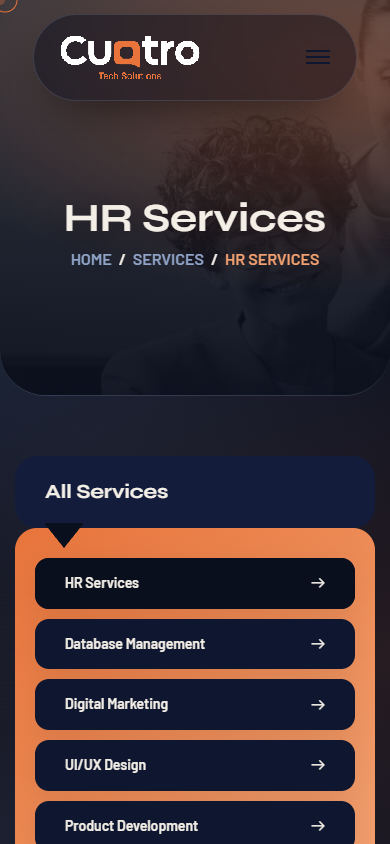 Cuatro
Tech Solutions
HR Services
HOME / SERVICES / HR SERVICES
All Services
HR Services
Database Management
Digital Marketing
UI/UX Design
Product Development